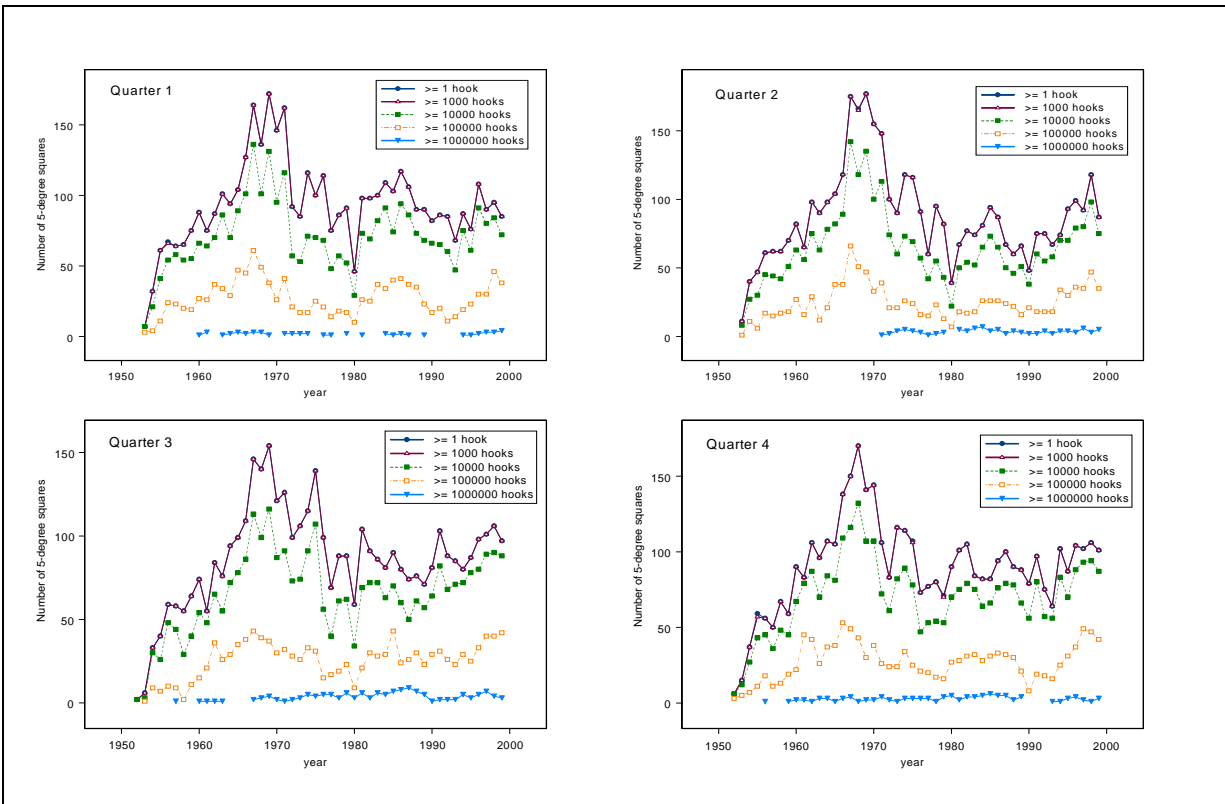 Quarter 1
>= 1 hook
>= 1000 hooks
>= 10000 hooks
>= 100000 hooks
>= 1000000 hooks
Number of 5-degree squares
150
100
50
0
1950 1960 1970 1980 1990 2000
year
Quarter 2
>= 1 hook
>= 1000 hooks
>= 10000 hooks
>= 100000 hooks
>= 1000000 hooks
Number of 5-degree squares
150
100
50
0
1950 1960 1970 1980 1990 2000
year
Quarter 3
>= 1 hook
>= 1000 hooks
>= 10000 hooks
>= 100000 hooks
>= 1000000 hooks
Number of 5-degree squares
150
100
50
0
1950 1960 1970 1980 1990 2000
year
Quarter 4
>= 1 hook
>= 1000 hooks
>= 10000 hooks
>= 100000 hooks
>= 1000000 hooks
Number of 5-degree squares
150
100
50
0
1950 1960 1970 1980 1990 2000
year